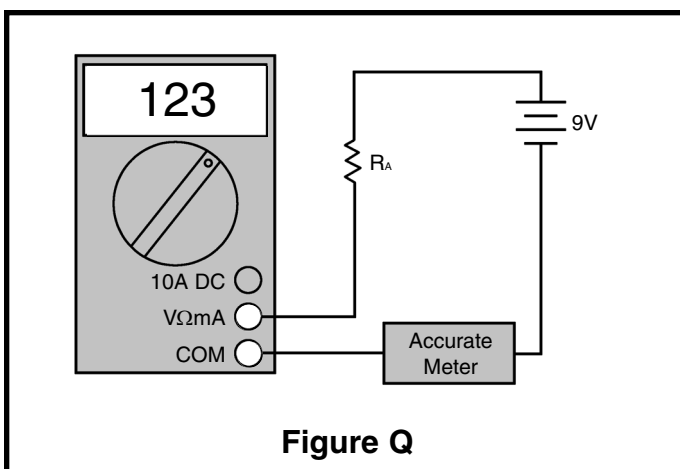 123
9V
RA
10A DC
VΩmA
COM
Accurate
Meter
Figure Q